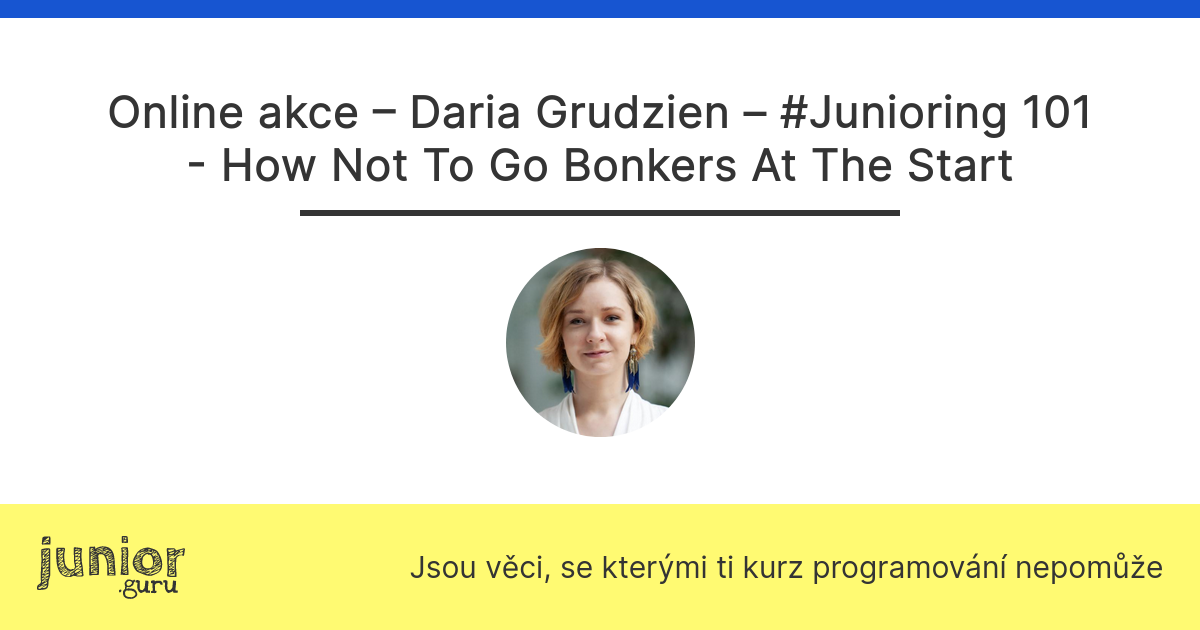 Online akce – Daria Grudzien – #Junioring 101
- How Not To Go Bonkers At The Start
junior
.guru
Jsou věci, se kterými ti kurz programování nepomůže